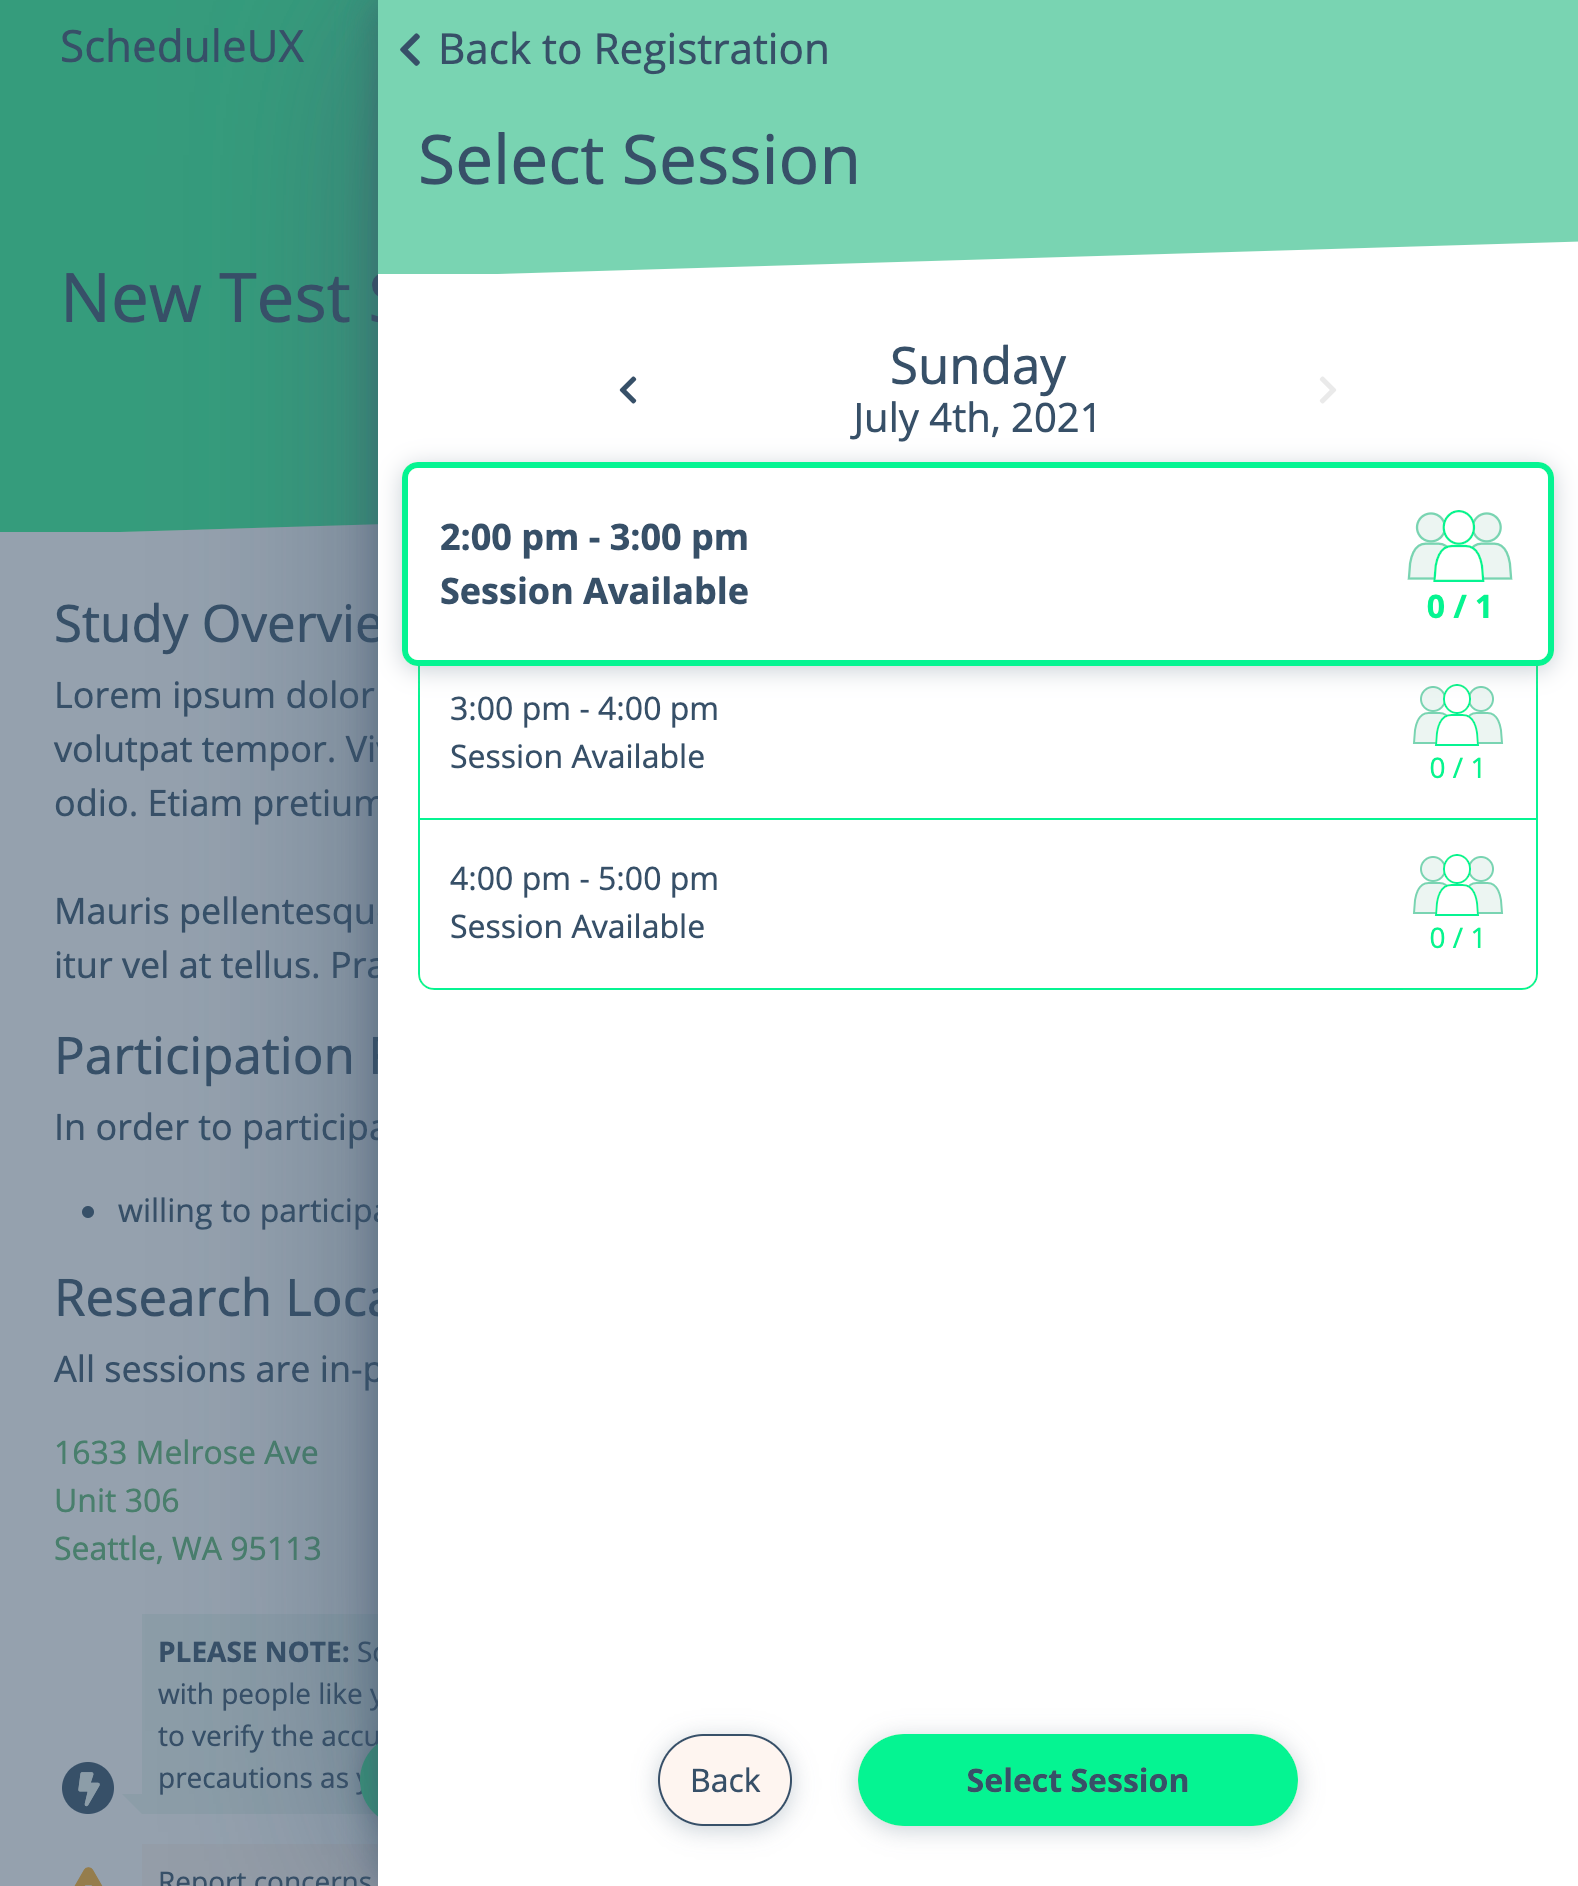 ScheduleUX
New Test
Study Overvie
Lorem ipsum dolor
volutpat tempor. Vi
odio. Etiam pretium
Mauris pellentesqu
itur vel at tellus. Pra
Participation
In order to participa
willing to participa
Research Loca
All sessions are in-p
1633 Melrose Ave
Unit 306
Seattle, WA 95113
PLEASE NOTE: So
with people like y
to verify the accu
precautions as y
Report concerns
Back to Registration
Select Session
Sunday
July 4th, 2021
2:00 pm - 3:00 pm
Session Available
0 / 1
3:00 pm - 4:00 pm
Session Available
0 / 1
4:00 pm - 5:00 pm
Session Available
0 / 1
Back
Select Session